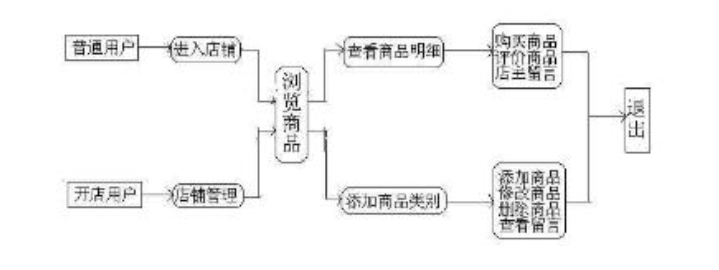 普通用户
进入店铺
浏览商品
查看商品明细
购买商品
评价商品
店主留言
退出
开店用户
店铺管理
添加商品类别
添加商品
修改商品
删除商品
查看留言